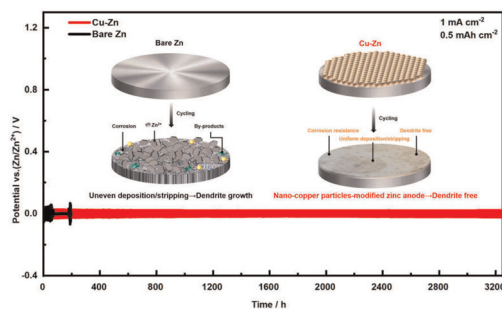 Cu-Zn
Bare Zn
1 mA cm⁻²
0.5 mAh cm⁻²
Bare Zn
Cycling
Corrosion
Zn²⁺
By-products
Uneven deposition/stripping→Dendrite growth
Cu-Zn
Cycling
Corrosion resistance
Dendrite free
Uniform deposition/stripping
Nano-copper particles-modified zinc anode→Dendrite free
Potential vs.(Zn/Zn²⁺) / V
1.2
0.8
0.4
0.0
-0.4
0 400 800 1200 1600 2000 2400 2800 3200
Time / h